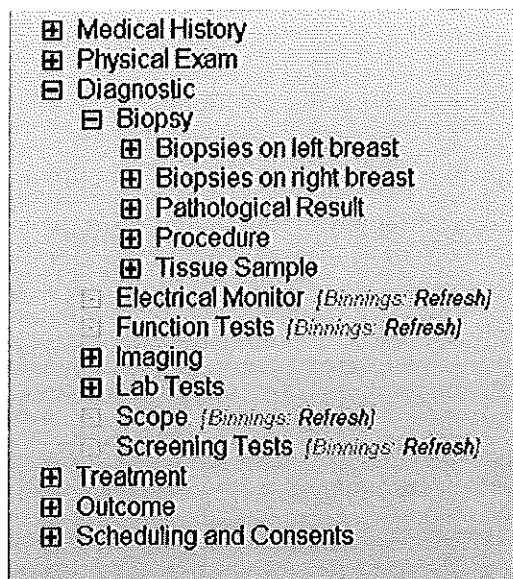 Medical History
Physical Exam
Diagnostic
Biopsy
Biopsies on left breast
Biopsies on right breast
Pathological Result
Procedure
Tissue Sample
Electrical Monitor [Binnings: Refresh]
Function Tests [Binnings: Refresh]
Imaging
Lab Tests
Scope [Binnings: Refresh]
Screening Tests [Binnings: Refresh]
Treatment
Outcome
Scheduling and Consents